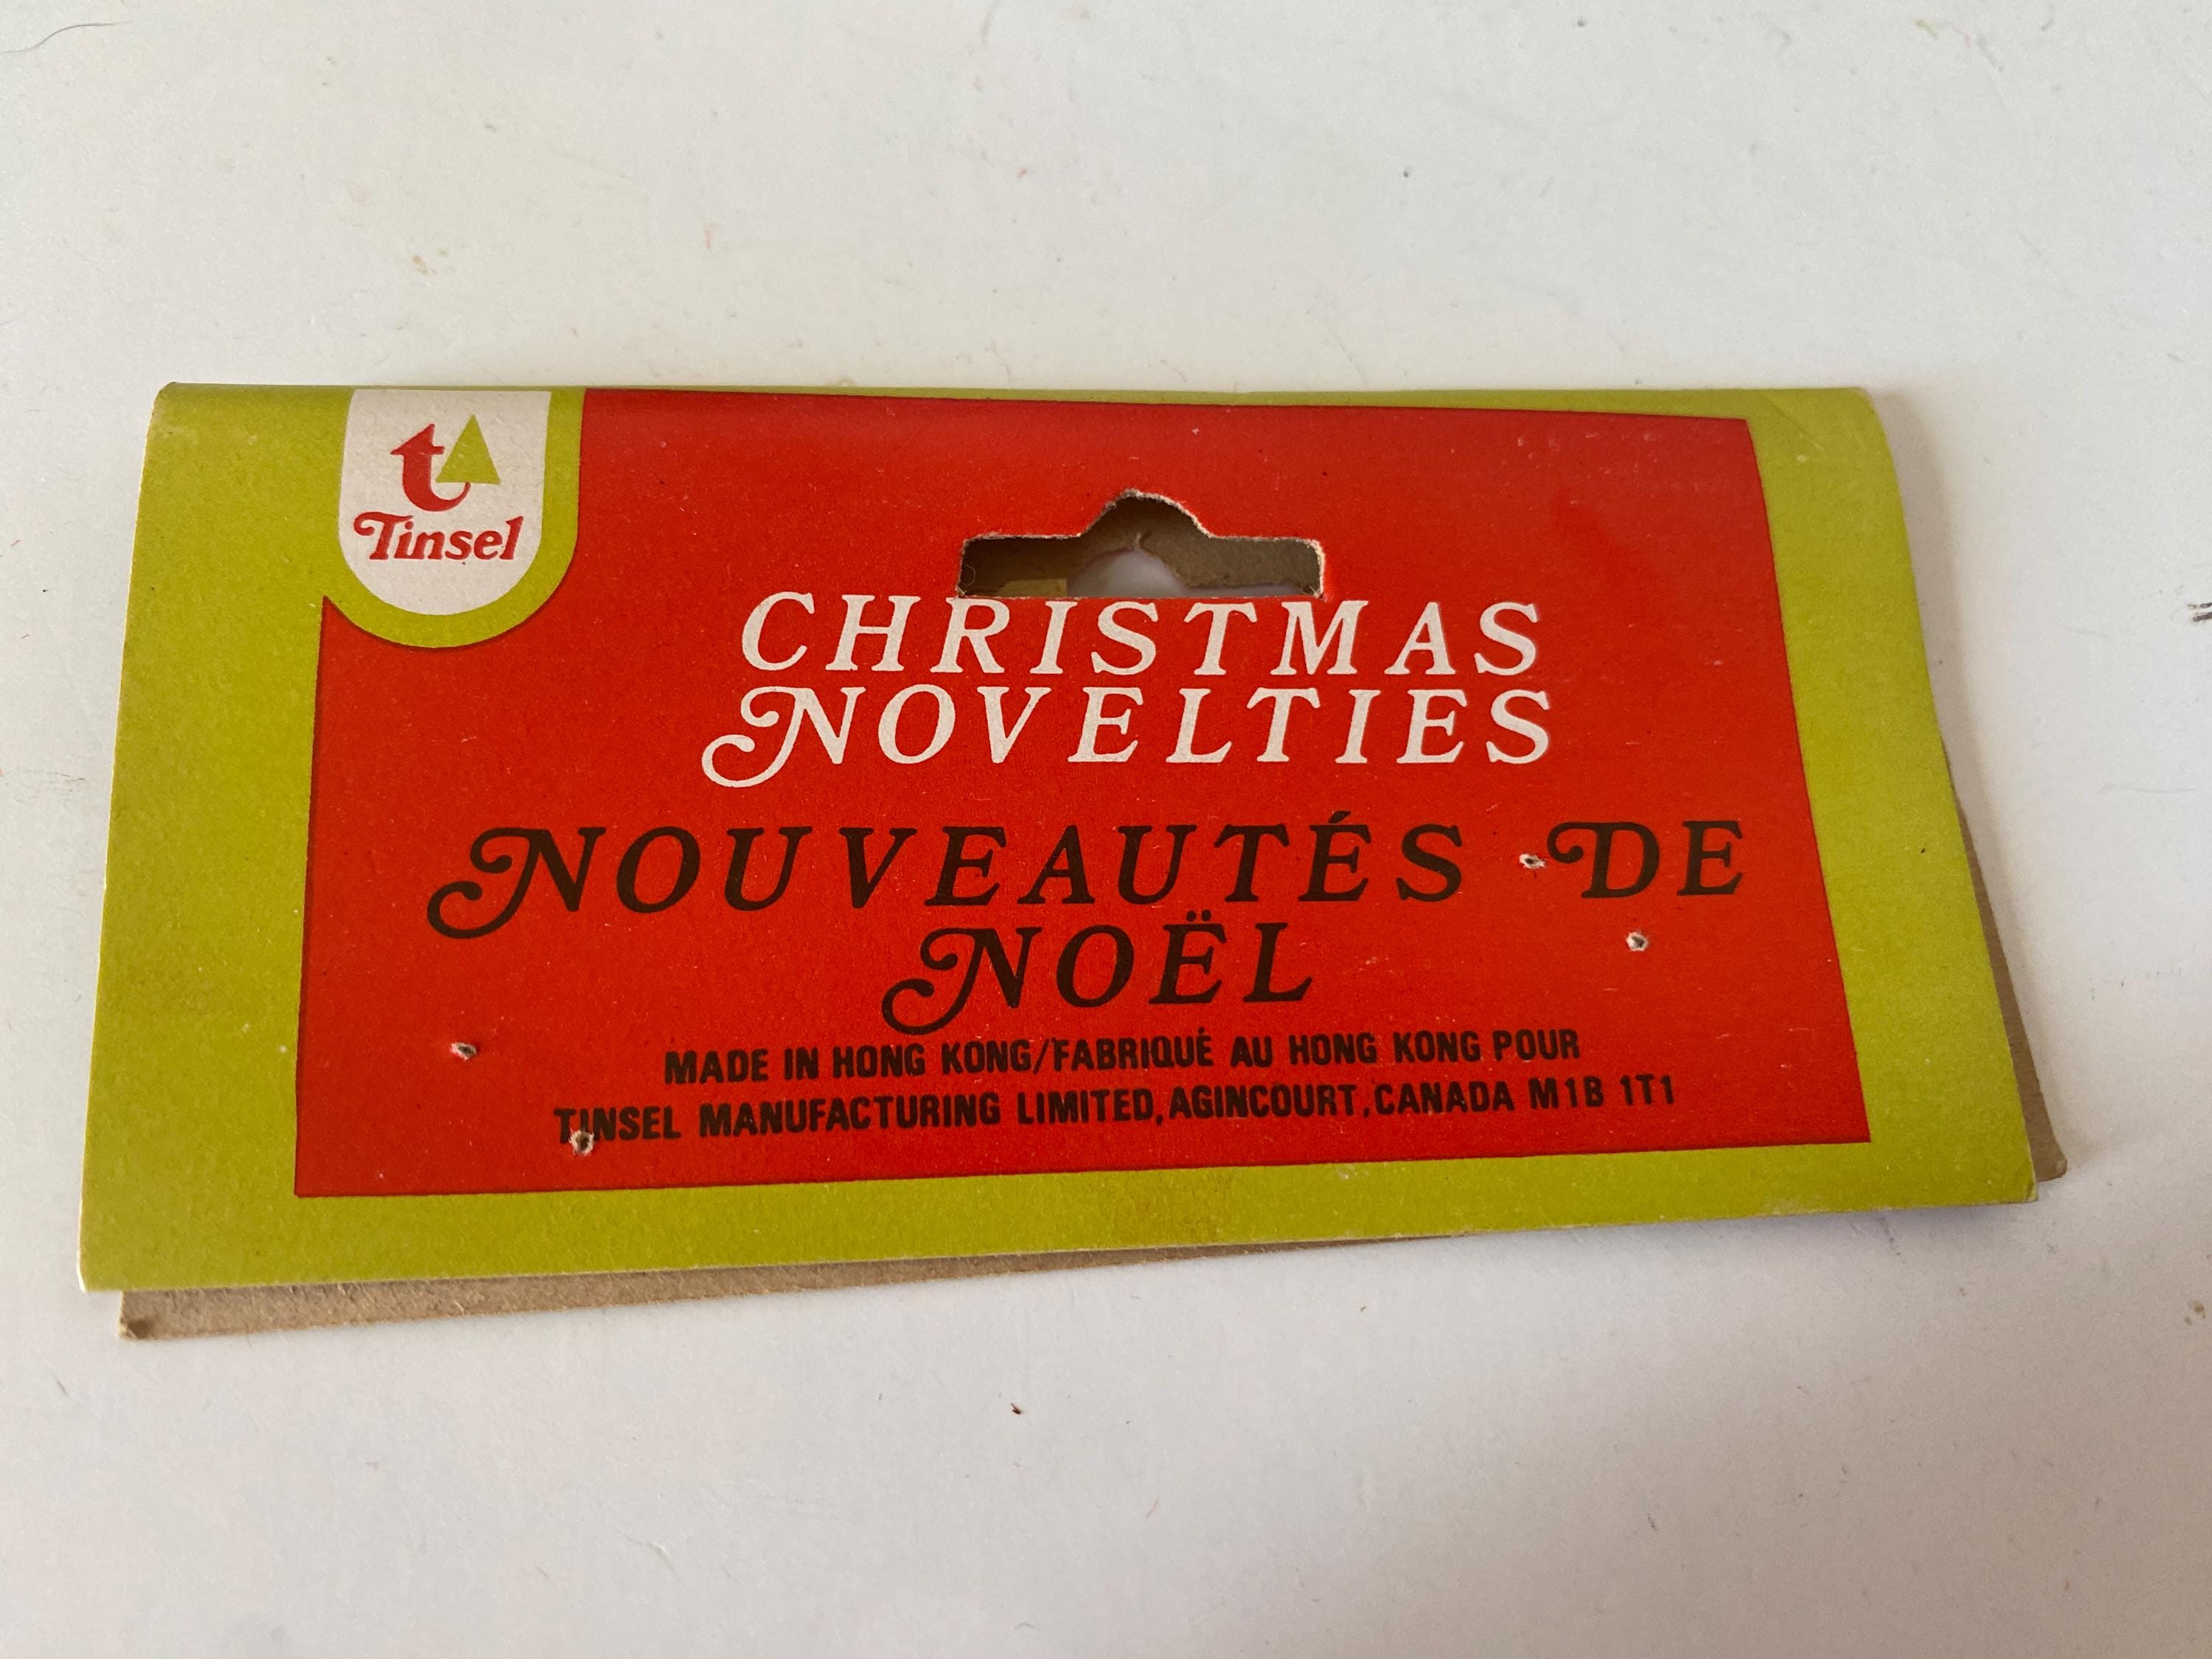 t
Tinsel
CHRISTMAS
NOVELTIES
NOUVEAUTÉS DE
NOËL
MADE IN HONG KONG/FABRIQUÉ AU HONG KONG POUR
TINSEL MANUFACTURING LIMITED, AGINCOURT, CANADA M1B 1T1